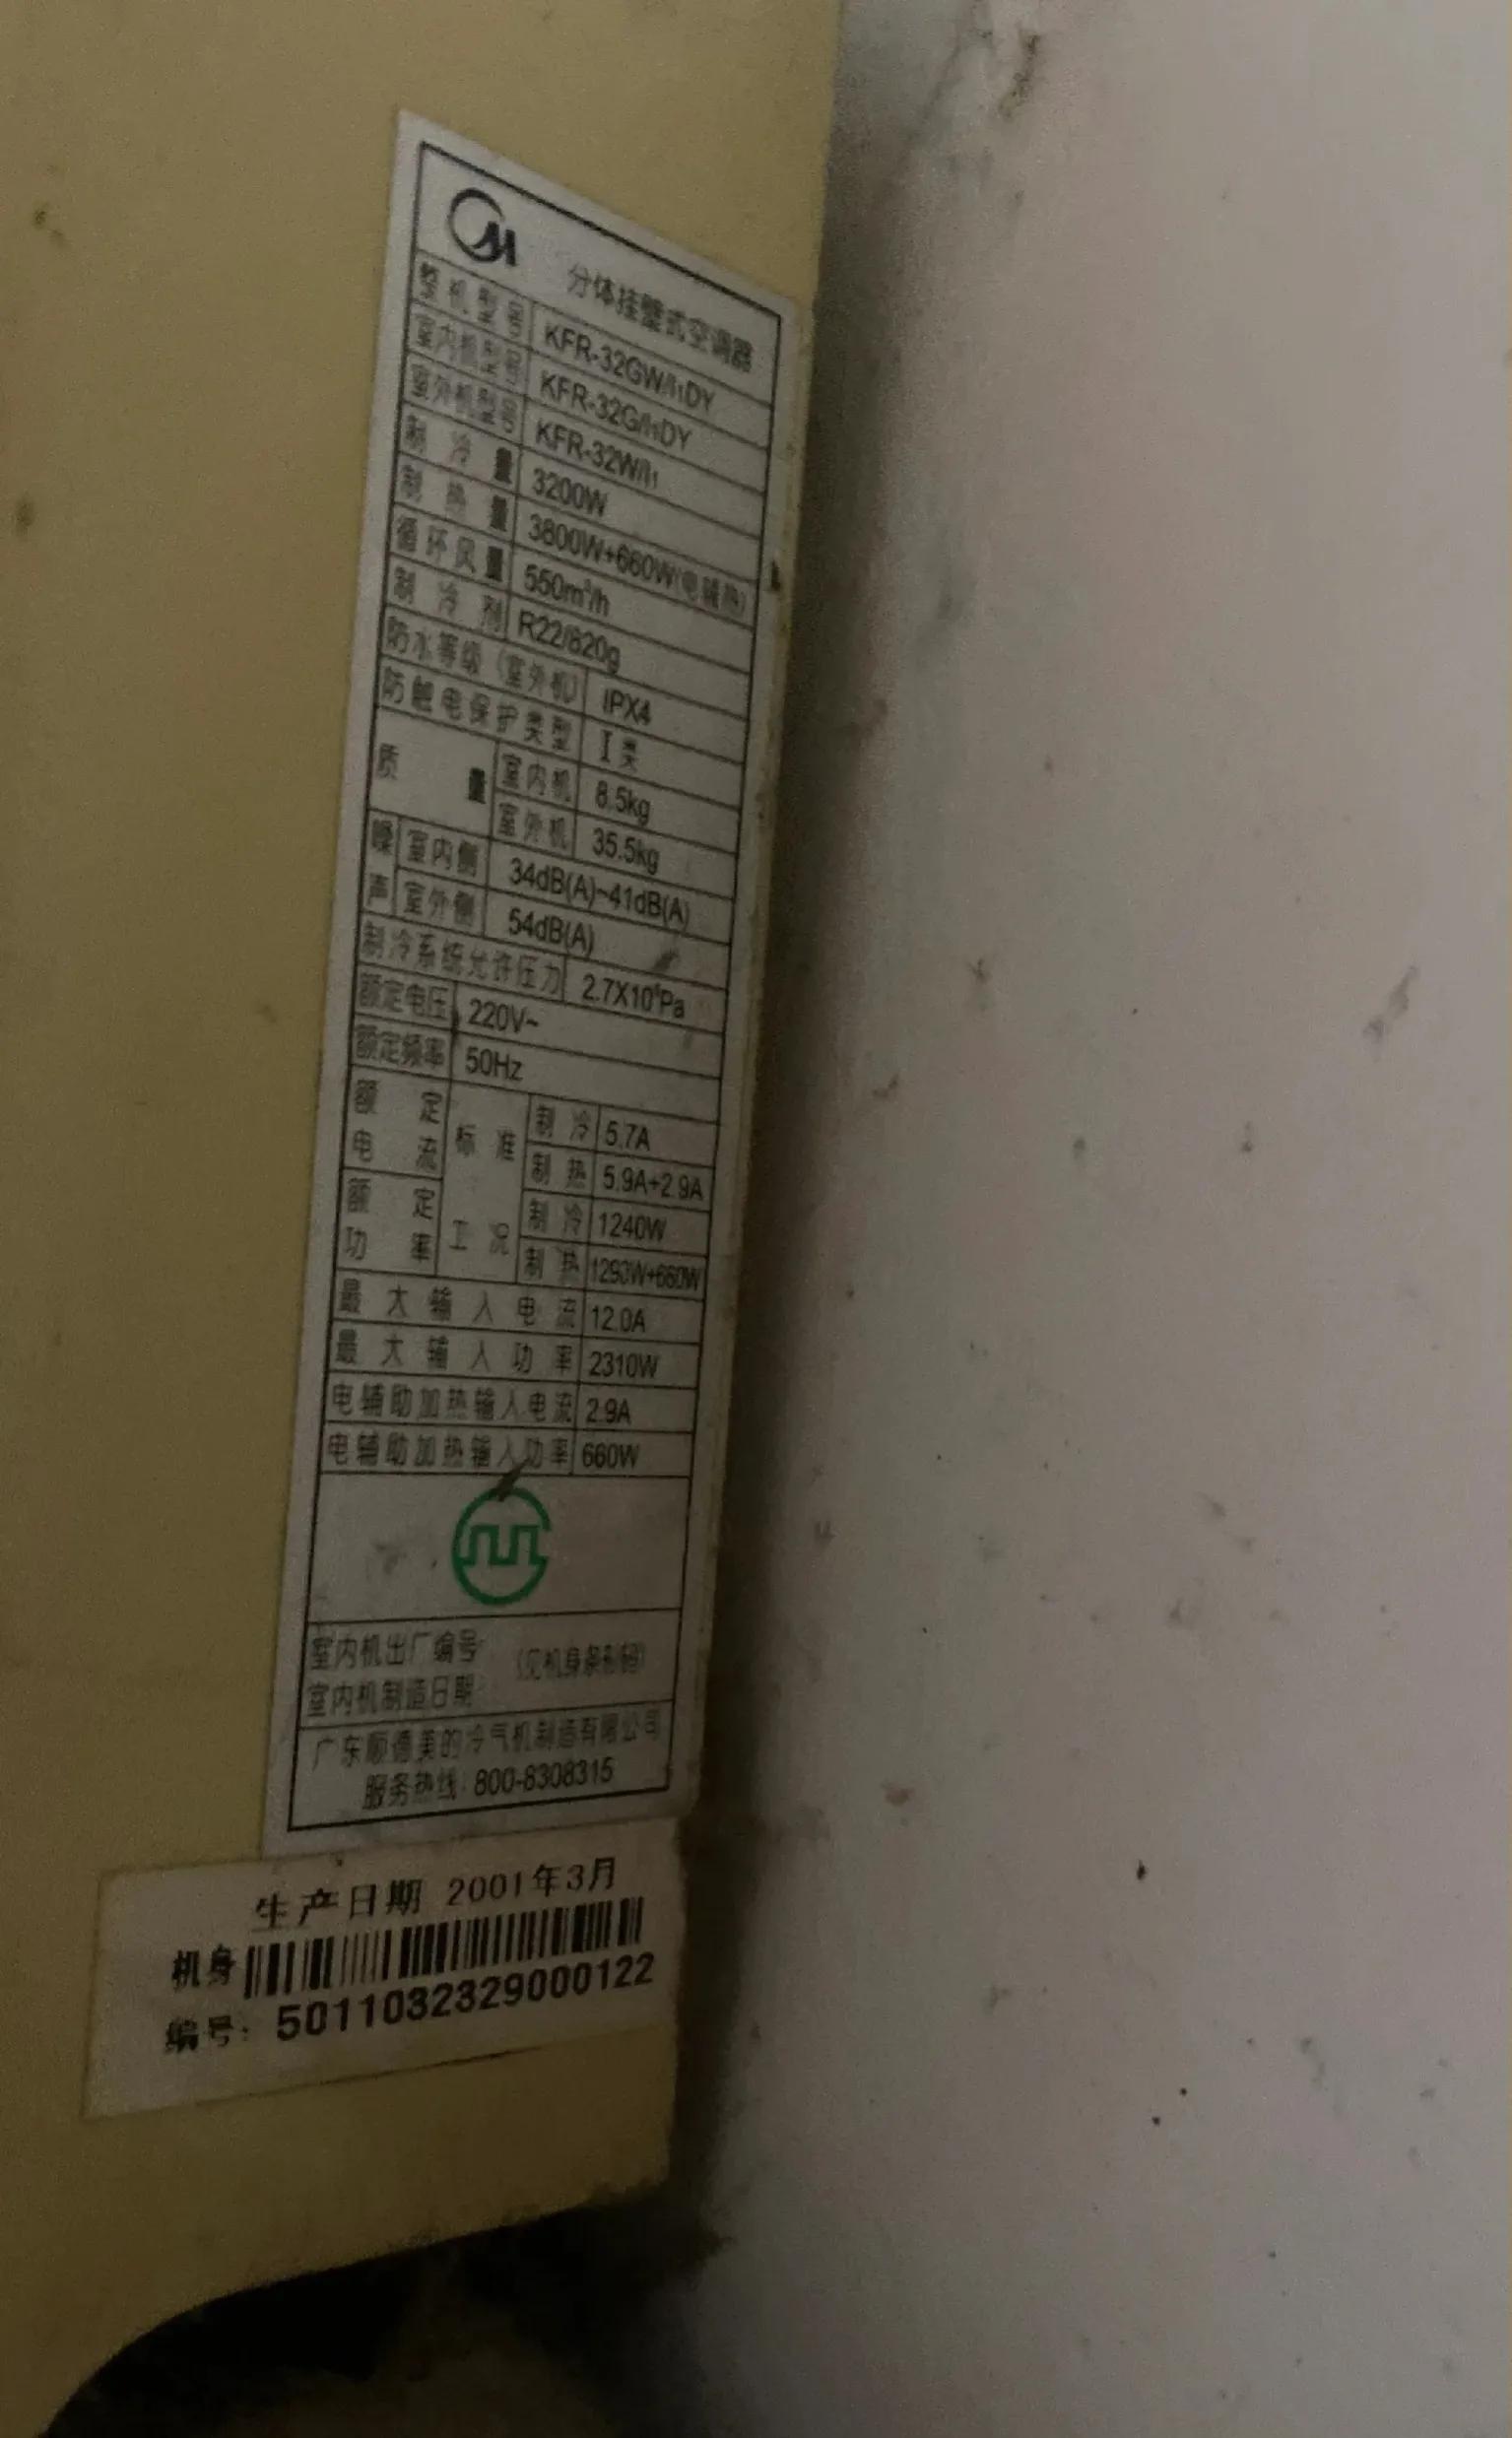 分体挂壁式空调器
整机型号 KFR-32GW/I1DY
室内机型号 KFR-32G/I1DY
室外机型号 KFR-32W/I1
制冷量 3200W
制热量 3800W+660W(电辅热)
循环风量 550m³/h
制冷剂 R22/820g
防水等级(室外机) IPX4
防触电保护类型 I类
质量 室内机 8.5kg
室外机 35.5kg
噪声 室内侧 34dB(A)~41dB(A)
室外侧 54dB(A)
制冷系统允许压力 2.7X10⁶Pa
额定电压 220V~
额定频率 50Hz
额定电流 标准工况 制冷 5.7A
制热 5.9A+2.9A
额定功率 制冷 1240W
制热 1293W+660W
最大输入电流 12.0A
最大输入功率 2310W
电辅助加热输入电流 2.9A
电辅助加热输入功率 660W
室内机出厂编号 (见机身条形码)
室内机制造日期
广东顺德美的冷气机制造有限公司
服务热线:800-8308315
生产日期 2001年3月
机身
编号: 5011032329000122